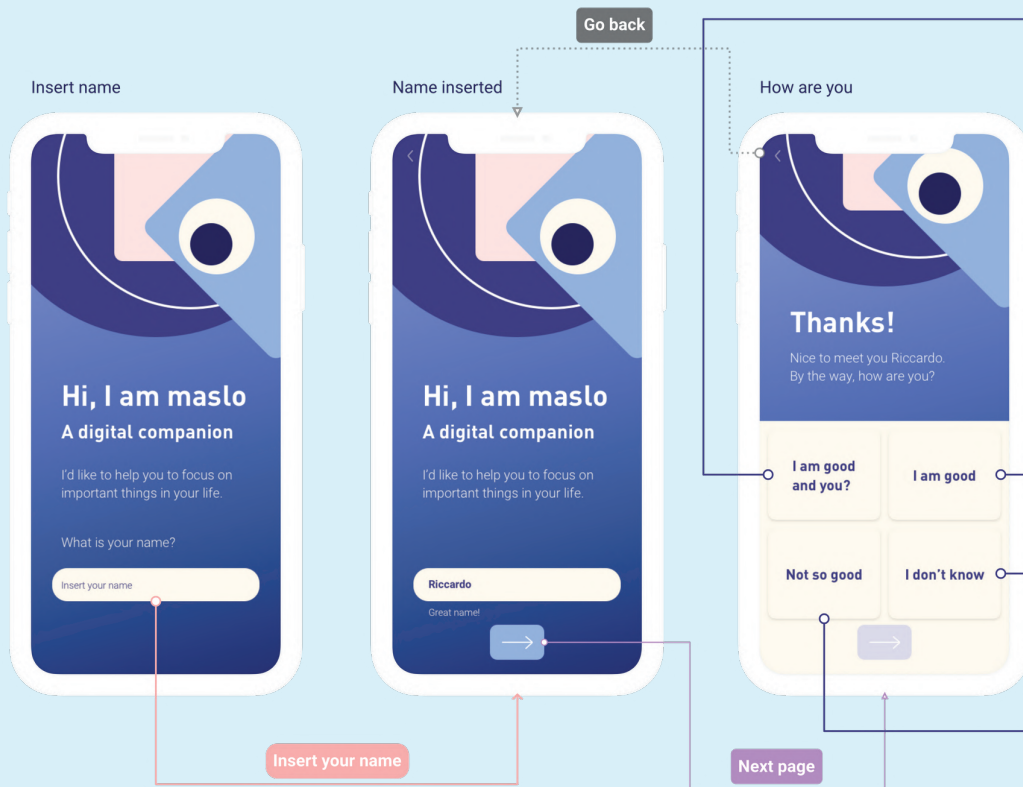 Go back
Insert name
Name inserted
How are you
Hi, I am maslo
A digital companion
I'd like to help you to focus on
important things in your life.
What is your name?
Insert your name
Hi, I am maslo
A digital companion
I'd like to help you to focus on
important things in your life.
Riccardo
Great name!
Thanks!
Nice to meet you Riccardo.
By the way, how are you?
I am good
and you?
I am good
Not so good
I don't know
Insert your name
Next page